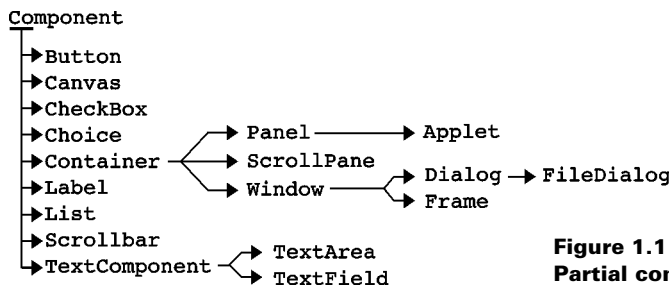 Component
Button
Canvas
CheckBox
Choice
Container Panel Applet
ScrollPane
Window Dialog FileDialog
Frame
Label
List
Scrollbar
TextComponent TextArea
TextField
Figure 1.1
Partial con